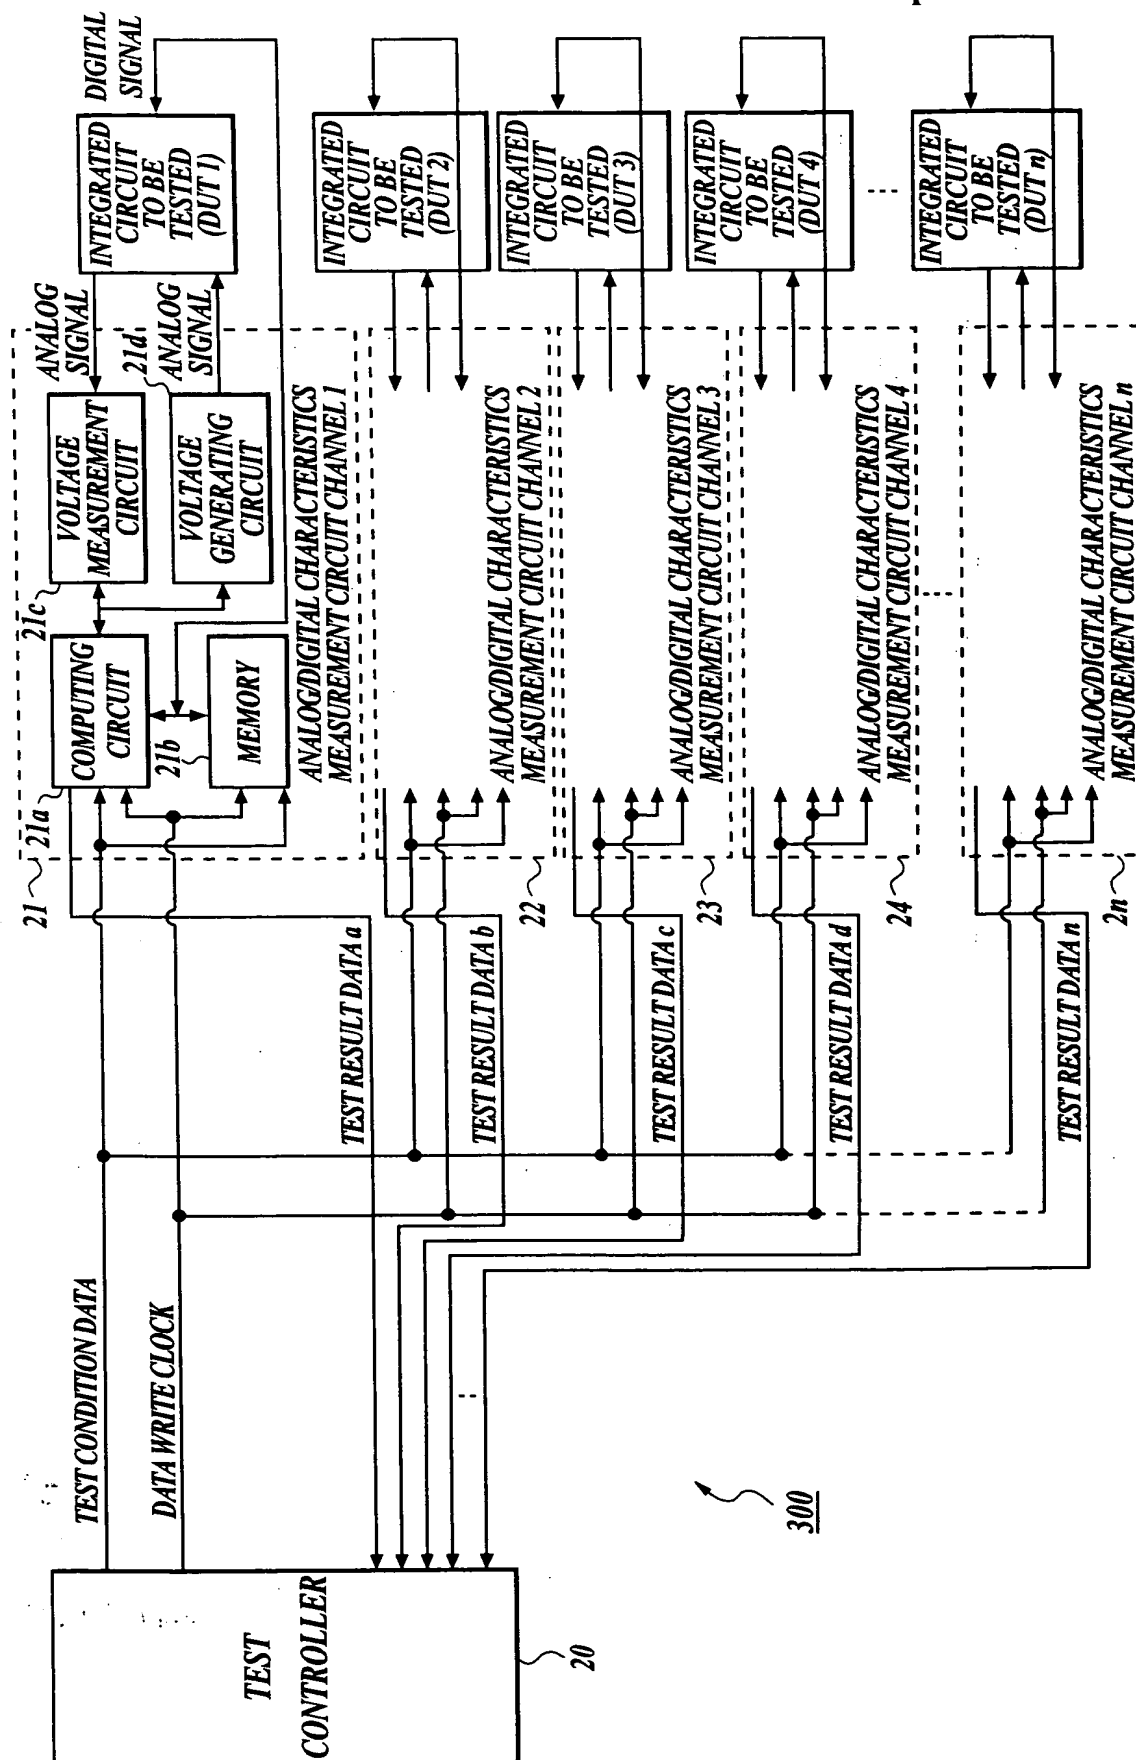 TEST
CONTROLLER
20
300
TEST CONDITION DATA
DATA WRITE CLOCK
TEST RESULT DATA a
TEST RESULT DATA b
TEST RESULT DATA c
TEST RESULT DATA d
TEST RESULT DATA n
21
21a
COMPUTING
CIRCUIT
21b
MEMORY
21c
VOLTAGE
MEASUREMENT
CIRCUIT
21d
VOLTAGE
GENERATING
CIRCUIT
ANALOG
SIGNAL
ANALOG
SIGNAL
DIGITAL
SIGNAL
ANALOG/DIGITAL CHARACTERISTICS
MEASUREMENT CIRCUIT CHANNEL 1
INTEGRATED
CIRCUIT
TO BE
TESTED
(DUT 1)
22
ANALOG/DIGITAL CHARACTERISTICS
MEASUREMENT CIRCUIT CHANNEL 2
INTEGRATED
CIRCUIT
TO BE
TESTED
(DUT 2)
23
ANALOG/DIGITAL CHARACTERISTICS
MEASUREMENT CIRCUIT CHANNEL 3
INTEGRATED
CIRCUIT
TO BE
TESTED
(DUT 3)
24
ANALOG/DIGITAL CHARACTERISTICS
MEASUREMENT CIRCUIT CHANNEL 4
INTEGRATED
CIRCUIT
TO BE
TESTED
(DUT 4)
2n
ANALOG/DIGITAL CHARACTERISTICS
MEASUREMENT CIRCUIT CHANNEL n
INTEGRATED
CIRCUIT
TO BE
TESTED
(DUT n)